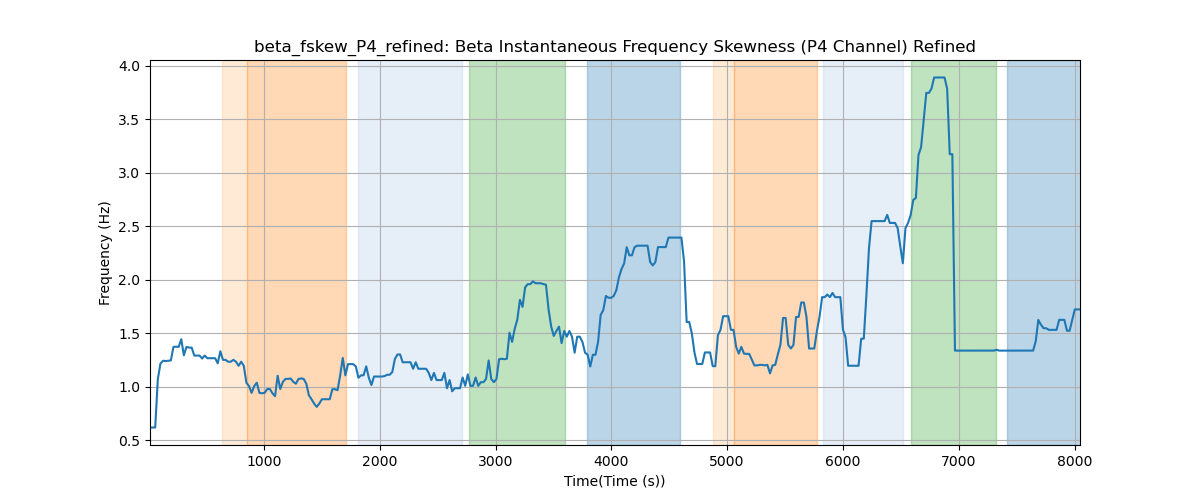 beta_fskew_P4_refined: Beta Instantaneous Frequency Skewness (P4 Channel) Refined
4.0
3.5
3.0
2.5
2.0
1.5
1.0
0.5
Frequency (Hz)
1000 2000 3000 4000 5000 6000 7000 8000
Time(Time (s))